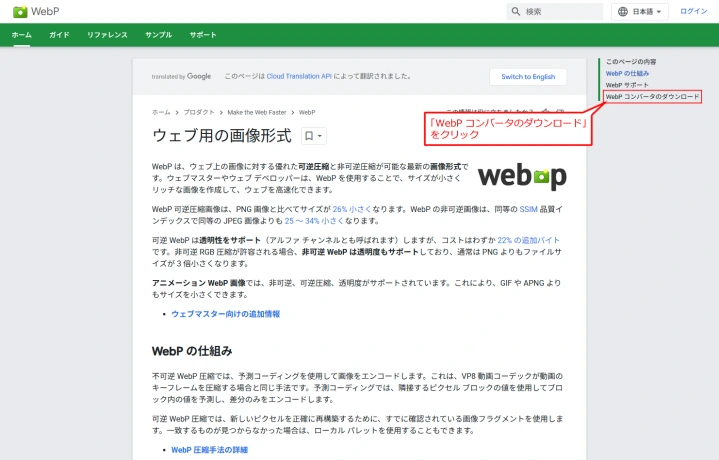 WebP
検索
日本語
ログイン
ホーム ガイド リファレンス サンプル サポート
translated by Google
このページは Cloud Translation API によって翻訳されました。
Switch to English
このページの内容
WebP の仕組み
WebP サポート
WebP コンバータのダウンロード
ホーム > プロダクト > Make the Web Faster > WebP
「WebP コンバータのダウンロード」
をクリック
ウェブ用の画像形式
WebP は、ウェブ上の画像に対する優れた可逆圧縮と非可逆圧縮が可能な最新の画像形式で
す。ウェブマスターやウェブ デベロッパーは、WebP を使用することで、サイズが小さく
リッチな画像を作成して、ウェブを高速化できます。
webp
WebP 可逆圧縮画像は、PNG 画像と比べてサイズが 26% 小さくなります。WebP の非可逆画像は、同等の SSIM 品質イ
ンデックスで同等の JPEG 画像よりも 25 ～ 34% 小さくなります。
可逆 WebP は透明性をサポート（アルファ チャンネルとも呼ばれます）しますが、コストはわずか 22% の追加バイト
です。非可逆 RGB 圧縮が許容される場合、非可逆 WebP は透明度もサポートしており、通常は PNG よりもファイルサイ
ズが 3 倍小さくなります。
アニメーション WebP 画像では、非可逆、可逆圧縮、透明度がサポートされています。これにより、GIF や APNG より
もサイズを小さくできます。
• ウェブマスター向けの追加情報
WebP の仕組み
不可逆 WebP 圧縮では、予測コーディングを使用して画像をエンコードします。これは、VP8 動画コーデックが動画の
キーフレームを圧縮する場合と同じ手法です。予測コーディングでは、隣接するピクセル ブロックの値を使用してブロ
ック内の値を予測し、差分のみをエンコードします。
可逆 WebP 圧縮では、新しいピクセルを正確に再構築するために、すでに確認されている画像フラグメントを使用しま
す。一致するものが見つからなかった場合は、ローカル パレットを使用することもできます。
• WebP 圧縮手法の詳細